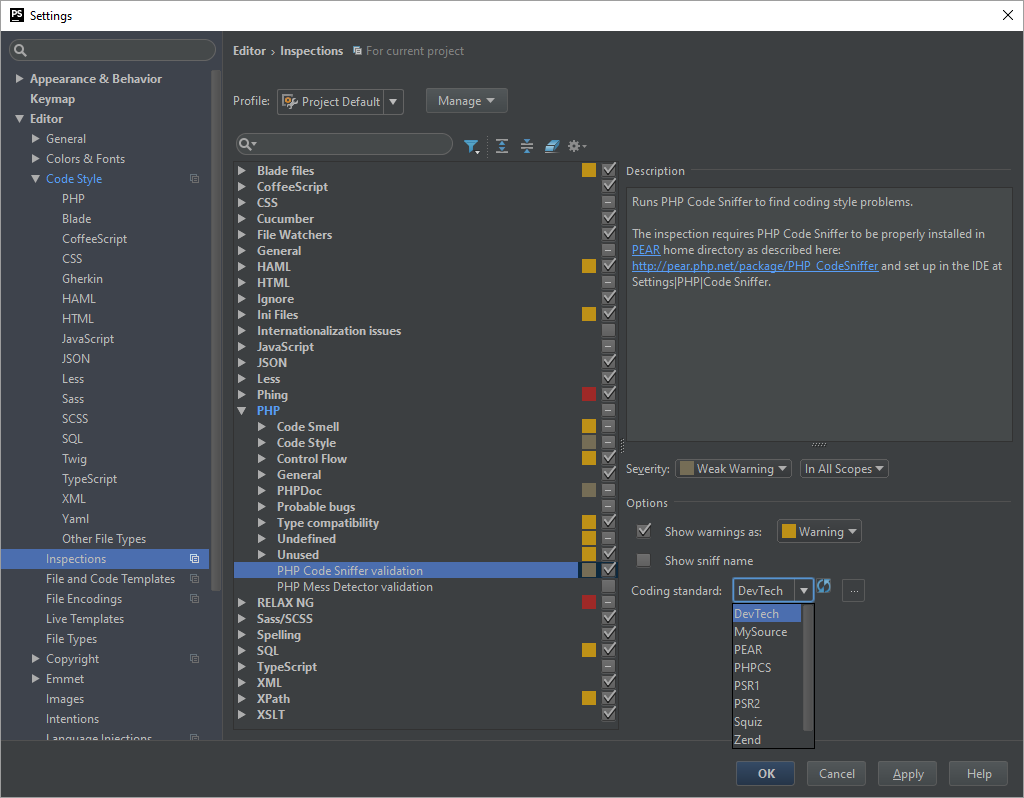 PS Settings
Editor › Inspections For current project
Profile: Project Default Manage
Appearance & Behavior
Keymap
Editor
General
Colors & Fonts
Code Style
PHP
Blade
CoffeeScript
CSS
Gherkin
HAML
HTML
JavaScript
JSON
Less
Sass
SCSS
SQL
Twig
TypeScript
XML
Yaml
Other File Types
Inspections
File and Code Templates
File Encodings
Live Templates
File Types
Copyright
Emmet
Images
Intentions
Language Injections
Blade files
CoffeeScript
CSS
Cucumber
File Watchers
General
HAML
HTML
Ignore
Ini Files
Internationalization issues
JavaScript
JSON
Less
Phing
PHP
Code Smell
Code Style
Control Flow
General
PHPDoc
Probable bugs
Type compatibility
Undefined
Unused
PHP Code Sniffer validation
PHP Mess Detector validation
RELAX NG
Sass/SCSS
Spelling
SQL
TypeScript
XML
XPath
XSLT
Description
Runs PHP Code Sniffer to find coding style problems.
The inspection requires PHP Code Sniffer to be properly installed in
PEAR home directory as described here:
http://pear.php.net/package/PHP_CodeSniffer and set up in the IDE at
Settings|PHP|Code Sniffer.
Severity: Weak Warning In All Scopes
Options
Show warnings as: Warning
Show sniff name
Coding standard: DevTech ...
DevTech
MySource
PEAR
PHPCS
PSR1
PSR2
Squiz
Zend
OK Cancel Apply Help